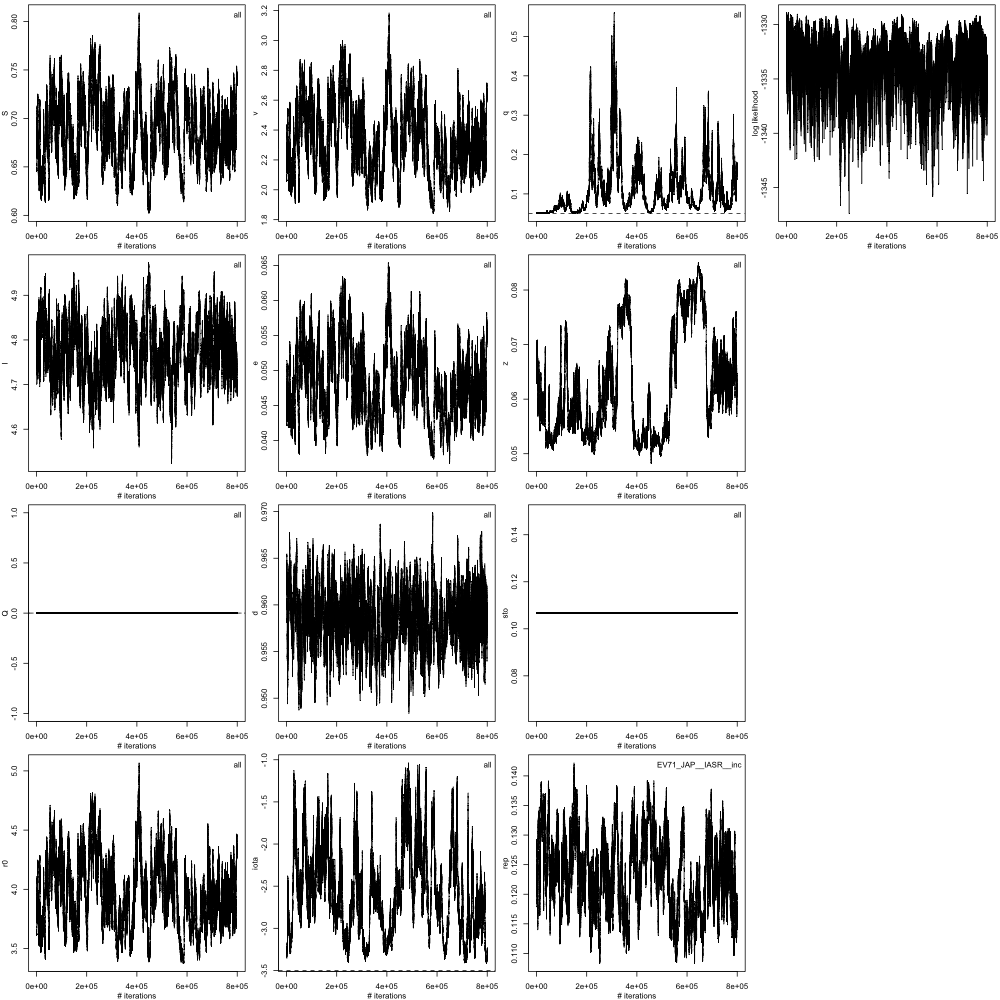 all
S
0.60 0.65 0.70 0.75 0.80
0e+00 2e+05 4e+05 6e+05 8e+05
# iterations
all
v
1.8 2.0 2.2 2.4 2.6 2.8 3.0 3.2
0e+00 2e+05 4e+05 6e+05 8e+05
# iterations
all
q
0.1 0.2 0.3 0.4 0.5
0e+00 2e+05 4e+05 6e+05 8e+05
# iterations
log likelihood
-1345 -1340 -1335 -1330
0e+00 2e+05 4e+05 6e+05 8e+05
# iterations
all
4.6 4.7 4.8 4.9
0e+00 2e+05 4e+05 6e+05 8e+05
# iterations
all
e
0.040 0.045 0.050 0.055 0.060 0.065
0e+00 2e+05 4e+05 6e+05 8e+05
# iterations
all
z
0.05 0.06 0.07 0.08
0e+00 2e+05 4e+05 6e+05 8e+05
# iterations
all
Q
-1.0 -0.5 0.0 0.5 1.0
0e+00 2e+05 4e+05 6e+05 8e+05
# iterations
all
d
0.950 0.955 0.960 0.965 0.970
0e+00 2e+05 4e+05 6e+05 8e+05
# iterations
all
sto
0.08 0.10 0.12 0.14
0e+00 2e+05 4e+05 6e+05 8e+05
# iterations
all
r0
3.5 4.0 4.5 5.0
0e+00 2e+05 4e+05 6e+05 8e+05
# iterations
all
iota
-3.5 -3.0 -2.5 -2.0 -1.5 -1.0
0e+00 2e+05 4e+05 6e+05 8e+05
# iterations
EV71_JAP__IASR__inc
rep
0.110 0.115 0.120 0.125 0.130 0.135 0.140
0e+00 2e+05 4e+05 6e+05 8e+05
# iterations